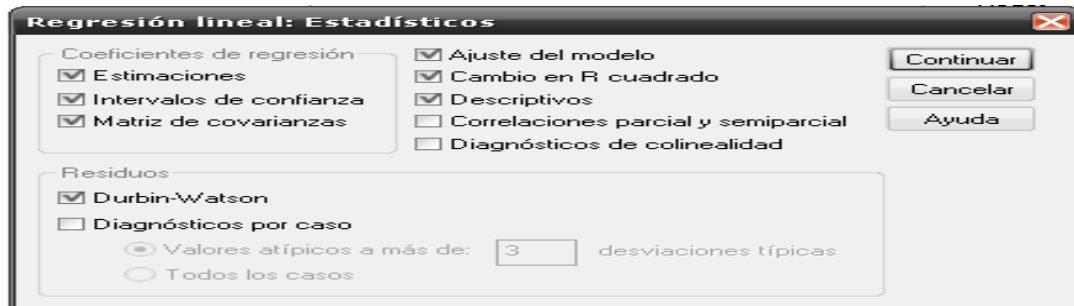 Regresión lineal: Estadísticos
Coeficientes de regresión
Estimaciones
Intervalos de confianza
Matriz de covarianzas
Ajuste del modelo
Cambio en R cuadrado
Descriptivos
Correlaciones parcial y semiparcial
Diagnósticos de colinealidad
Continuar
Cancelar
Ayuda
Residuos
Durbin-Watson
Diagnósticos por caso
Valores atípicos a más de: 3 desviaciones típicas
Todos los casos